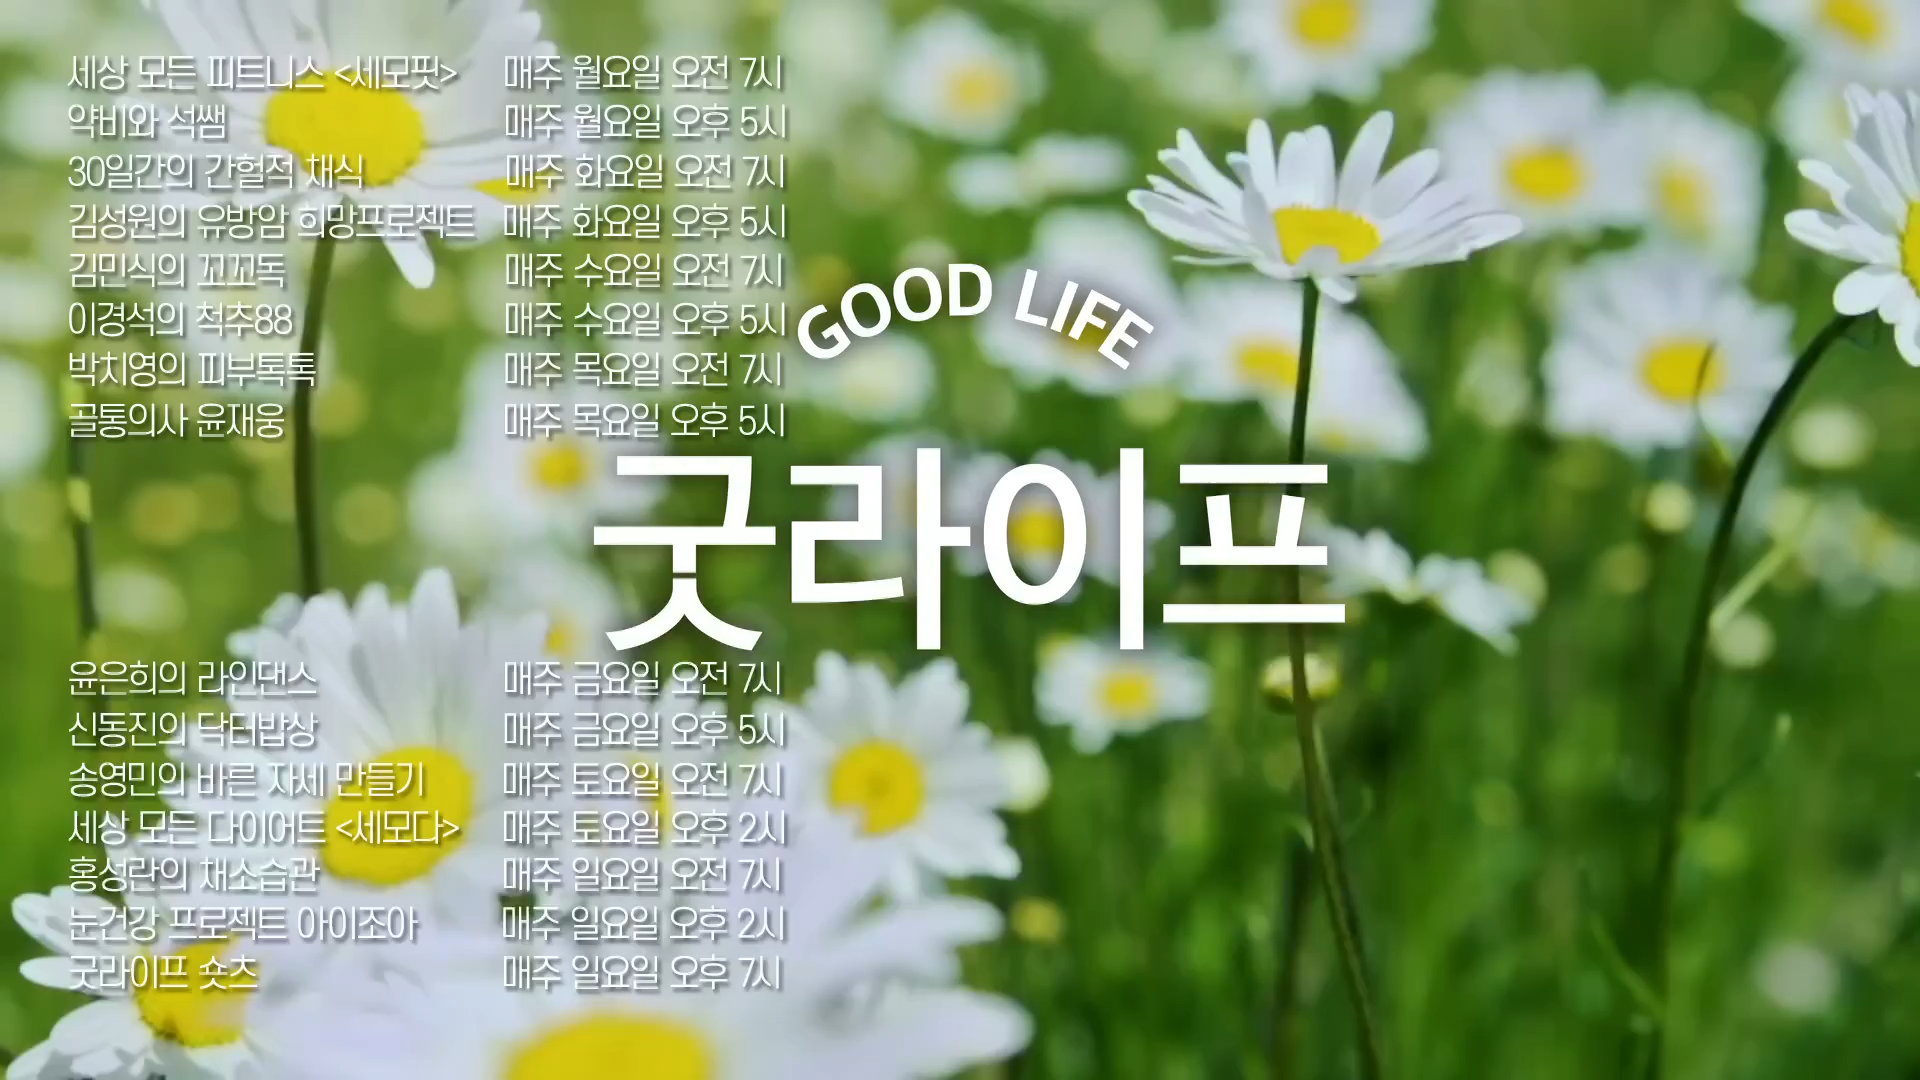 세상 모든 피트니스 <세모핏> 매주 월요일 오전 7시
약비와 석쌤 매주 월요일 오후 5시
30일간의 간헐적 채식 매주 화요일 오전 7시
김성원의 유방암 희망프로젝트 매주 화요일 오후 5시
김민식의 꼬꼬독 매주 수요일 오전 7시
이경석의 척추88 매주 수요일 오후 5시
박치영의 피부톡톡 매주 목요일 오전 7시
골통의사 윤재웅 매주 목요일 오후 5시
GOOD LIFE
굿라이프
윤은희의 라인댄스 매주 금요일 오전 7시
신동진의 닥터밥상 매주 금요일 오후 5시
송영민의 바른 자세 만들기 매주 토요일 오전 7시
세상 모든 다이어트 <세모다> 매주 토요일 오후 2시
홍성란의 채소습관 매주 일요일 오전 7시
눈건강 프로젝트 아이조아 매주 일요일 오후 2시
굿라이프 숏츠 매주 일요일 오후 7시